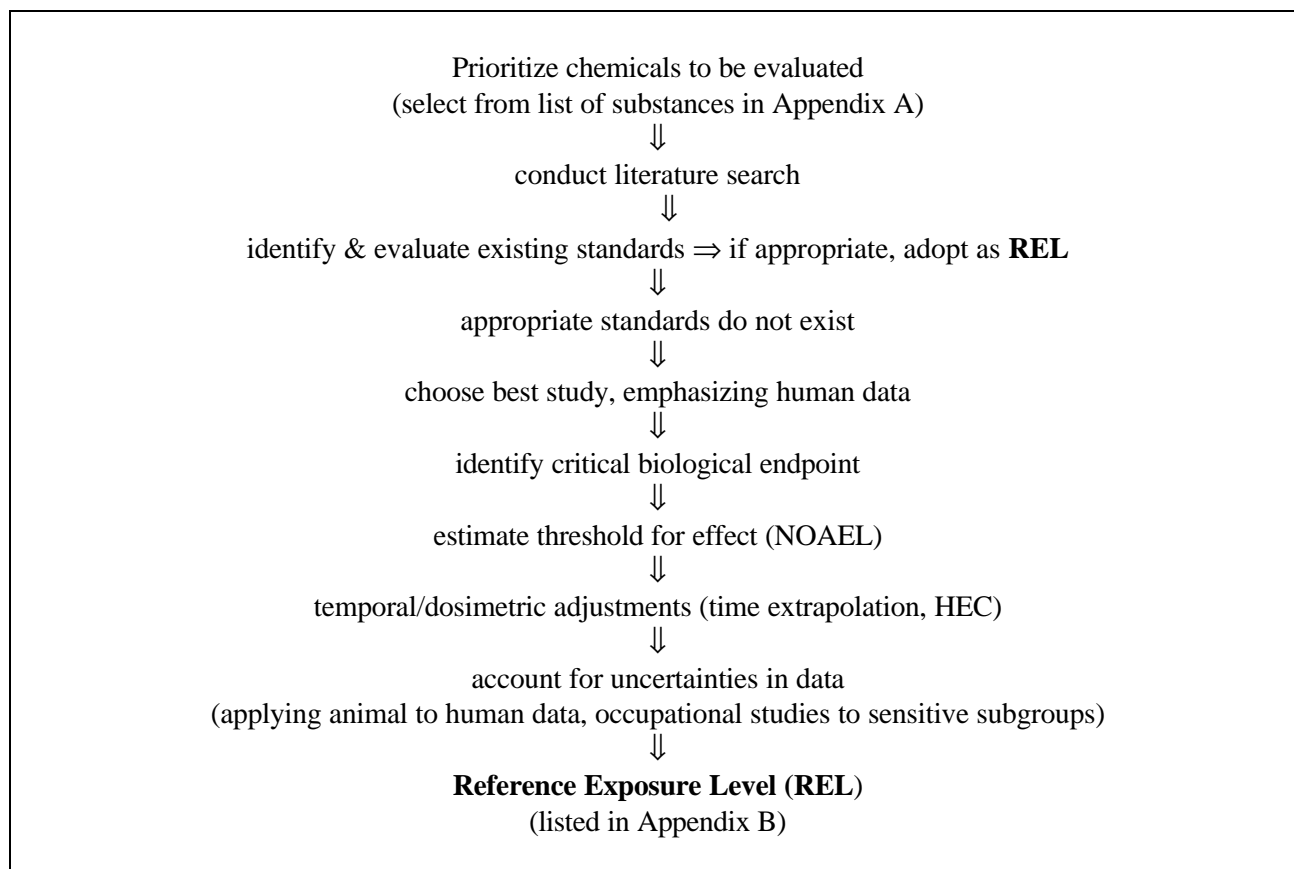 Prioritize chemicals to be evaluated
(select from list of substances in Appendix A)
⇓
conduct literature search
⇓
identify & evaluate existing standards ⇒ if appropriate, adopt as REL
⇓
appropriate standards do not exist
⇓
choose best study, emphasizing human data
⇓
identify critical biological endpoint
⇓
estimate threshold for effect (NOAEL)
⇓
temporal/dosimetric adjustments (time extrapolation, HEC)
⇓
account for uncertainties in data
(applying animal to human data, occupational studies to sensitive subgroups)
⇓
Reference Exposure Level (REL)
(listed in Appendix B)